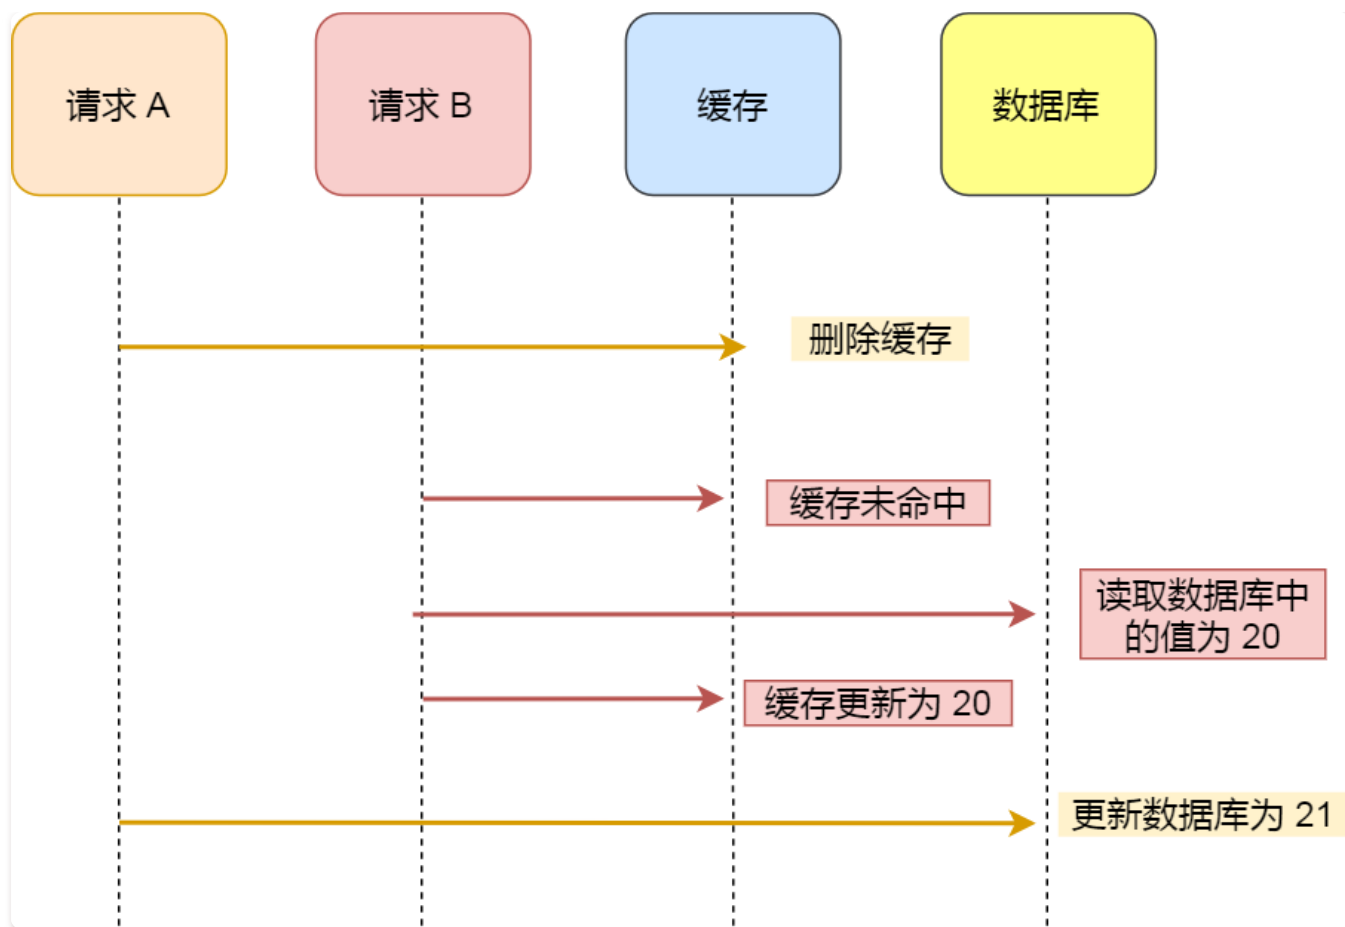 请求 A
请求 B
缓存
数据库
删除缓存
缓存未命中
读取数据库中
的值为 20
缓存更新为 20
更新数据库为 21